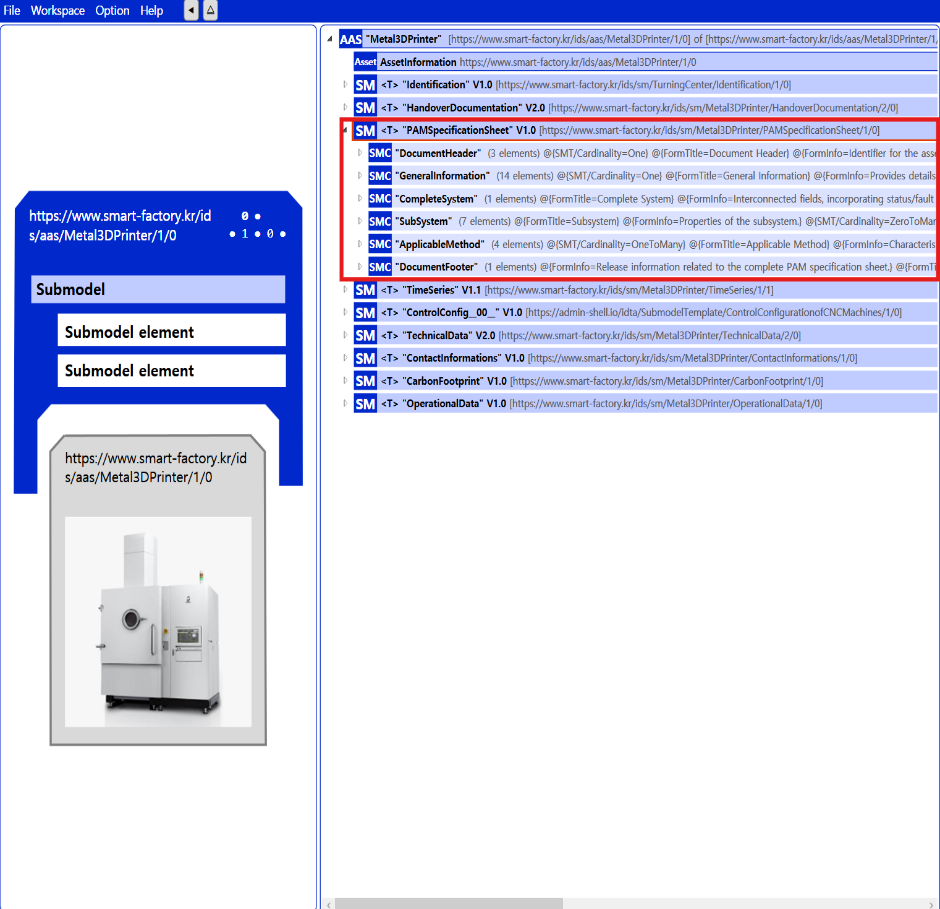 File Workspace Option Help
https://www.smart-factory.kr/id
s/aas/Metal3DPrinter/1/0
0
1 0
Submodel
Submodel element
Submodel element
https://www.smart-factory.kr/id
s/aas/Metal3DPrinter/1/0
AAS "Metal3DPrinter" [https://www.smart-factory.kr/ids/aas/Metal3DPrinter/1/0] of [https://www.smart-factory.kr/ids/aas/Metal3DPrinter/1,
Asset AssetInformation https://www.smart-factory.kr/ids/aas/Metal3DPrinter/1/0
SM <T> "Identification" V1.0 [https://www.smart-factory.kr/ids/sm/TurningCenter/Identification/1/0]
SM <T> "HandoverDocumentation" V2.0 [https://www.smart-factory.kr/ids/sm/Metal3DPrinter/HandoverDocumentation/2/0]
SM <T> "PAMSpecificationSheet" V1.0 [https://www.smart-factory.kr/ids/sm/Metal3DPrinter/PAMSpecificationSheet/1/0]
SMC "DocumentHeader" (3 elements) @{SMT/Cardinality=One} @{FormTitle=Document Header} @{FormInfo=Identifier for the asse
SMC "GeneralInformation" (14 elements) @{SMT/Cardinality=One} @{FormTitle=General Information} @{FormInfo=Provides details
SMC "CompleteSystem" (1 elements) @{FormTitle=Complete System} @{FormInfo=Interconnected fields, incorporating status/fault
SMC "SubSystem" (7 elements) @{FormTitle=Subsystem} @{FormInfo=Properties of the subsystem.} @{SMT/Cardinality=ZeroToMan
SMC "ApplicableMethod" (4 elements) @{SMT/Cardinality=OneToMany} @{FormTitle=Applicable Method} @{FormInfo=Characteris
SMC "DocumentFooter" (1 elements) @{FormInfo=Release information related to the complete PAM specification sheet.} @{FormTi
SM <T> "TimeSeries" V1.1 [https://www.smart-factory.kr/ids/sm/Metal3DPrinter/TimeSeries/1/1]
SM <T> "ControlConfig__00__" V1.0 [https://admin-shell.io/idta/SubmodelTemplate/ControlConfigurationofCNCMachines/1/0]
SM <T> "TechnicalData" V2.0 [https://www.smart-factory.kr/ids/sm/Metal3DPrinter/TechnicalData/2/0]
SM <T> "ContactInformations" V1.0 [https://www.smart-factory.kr/ids/sm/Metal3DPrinter/ContactInformations/1/0]
SM <T> "CarbonFootprint" V1.0 [https://www.smart-factory.kr/ids/sm/Metal3DPrinter/CarbonFootprint/1/0]
SM <T> "OperationalData" V1.0 [https://www.smart-factory.kr/ids/sm/Metal3DPrinter/OperationalData/1/0]